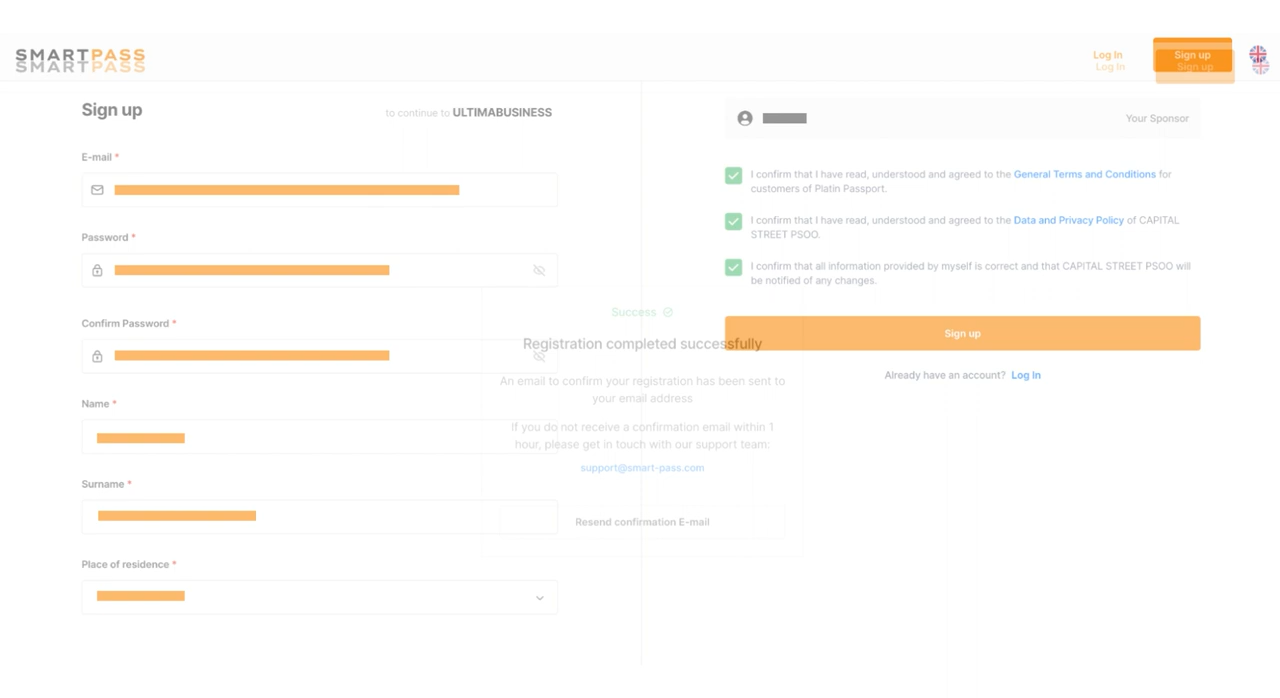 SMARTPASS
SMARTPASS
Log In
Log In
Sign up
Sign up
Sign up
to continue to ULTIMABUSINESS
E-mail *
Password *
Confirm Password *
Name *
Surname *
Place of residence *
Your Sponsor
I confirm that I have read, understood and agreed to the General Terms and Conditions for
customers of Platin Passport.
I confirm that I have read, understood and agreed to the Data and Privacy Policy of CAPITAL
STREET PSOO.
I confirm that all information provided by myself is correct and that CAPITAL STREET PSOO will
be notified of any changes.
Sign up
Already have an account? Log In
Success
Registration completed successfully
An email to confirm your registration has been sent to
your email address
If you do not receive a confirmation email within 1
hour, please get in touch with our support team:
support@smart-pass.com
Resend confirmation E-mail